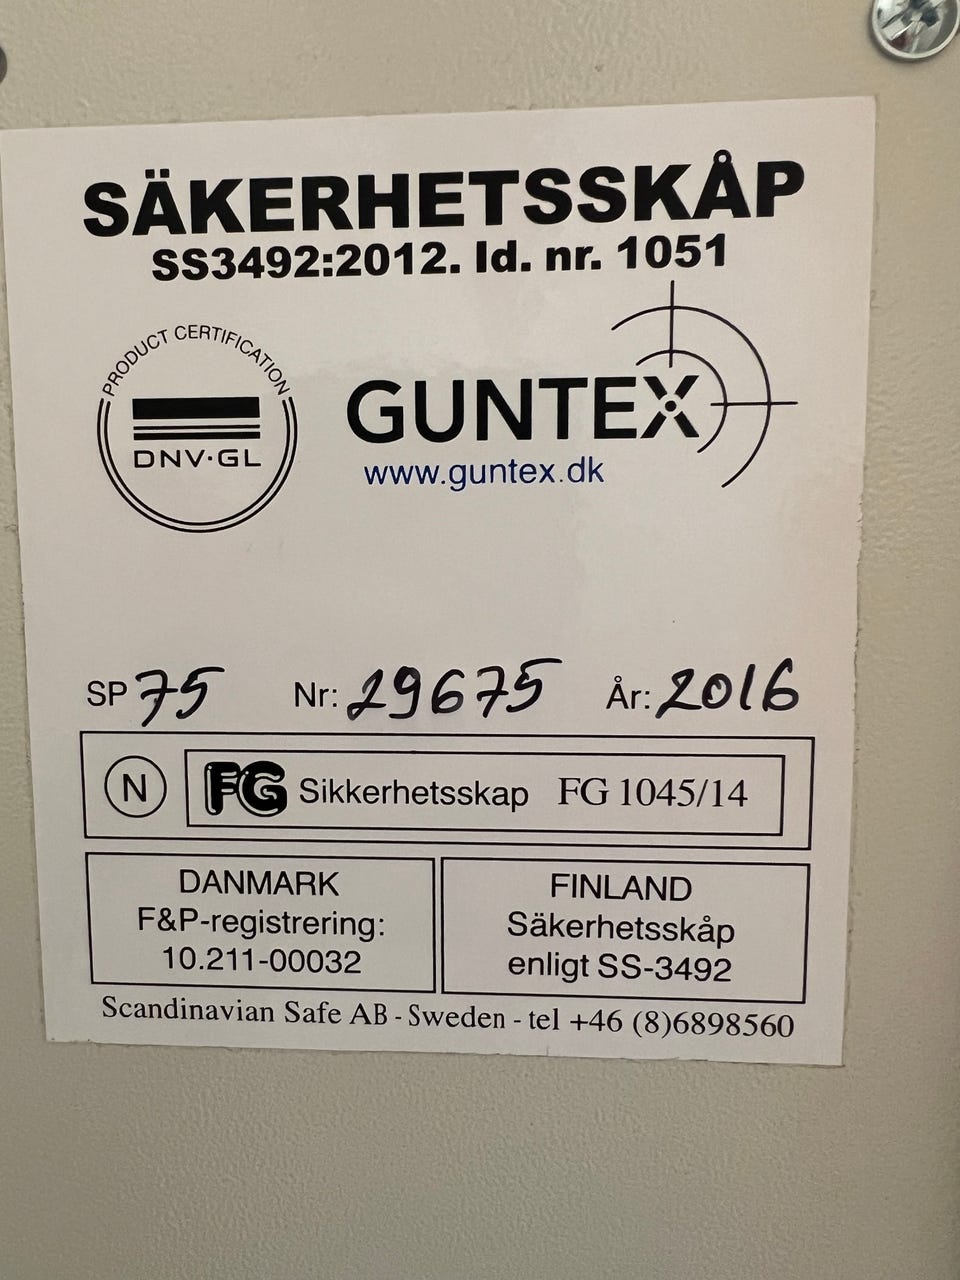 SÄKERHETSSKÅP
SS3492:2012. Id. nr. 1051
PRODUCT CERTIFICATION
DNV·GL
GUNTEX
www.guntex.dk
SP 75 Nr: 29675 År: 2016
N FG Sikkerhetsskap FG 1045/14
DANMARK
F&P-registrering:
10.211-00032
FINLAND
Säkerhetsskåp
enligt SS-3492
Scandinavian Safe AB - Sweden - tel +46 (8)6898560